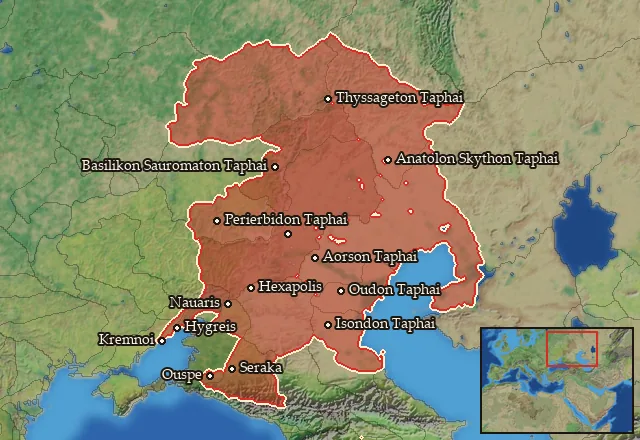 Thyssageton Taphai
Anatolon Skython Taphai
Basilikon Sauromaton Taphai
Perierbidon Taphai
Aorson Taphai
Hexapolis
Oudon Taphai
Nauaris
Hygreis
Isondon Taphai
Kremnoi
Seraka
Ouspe